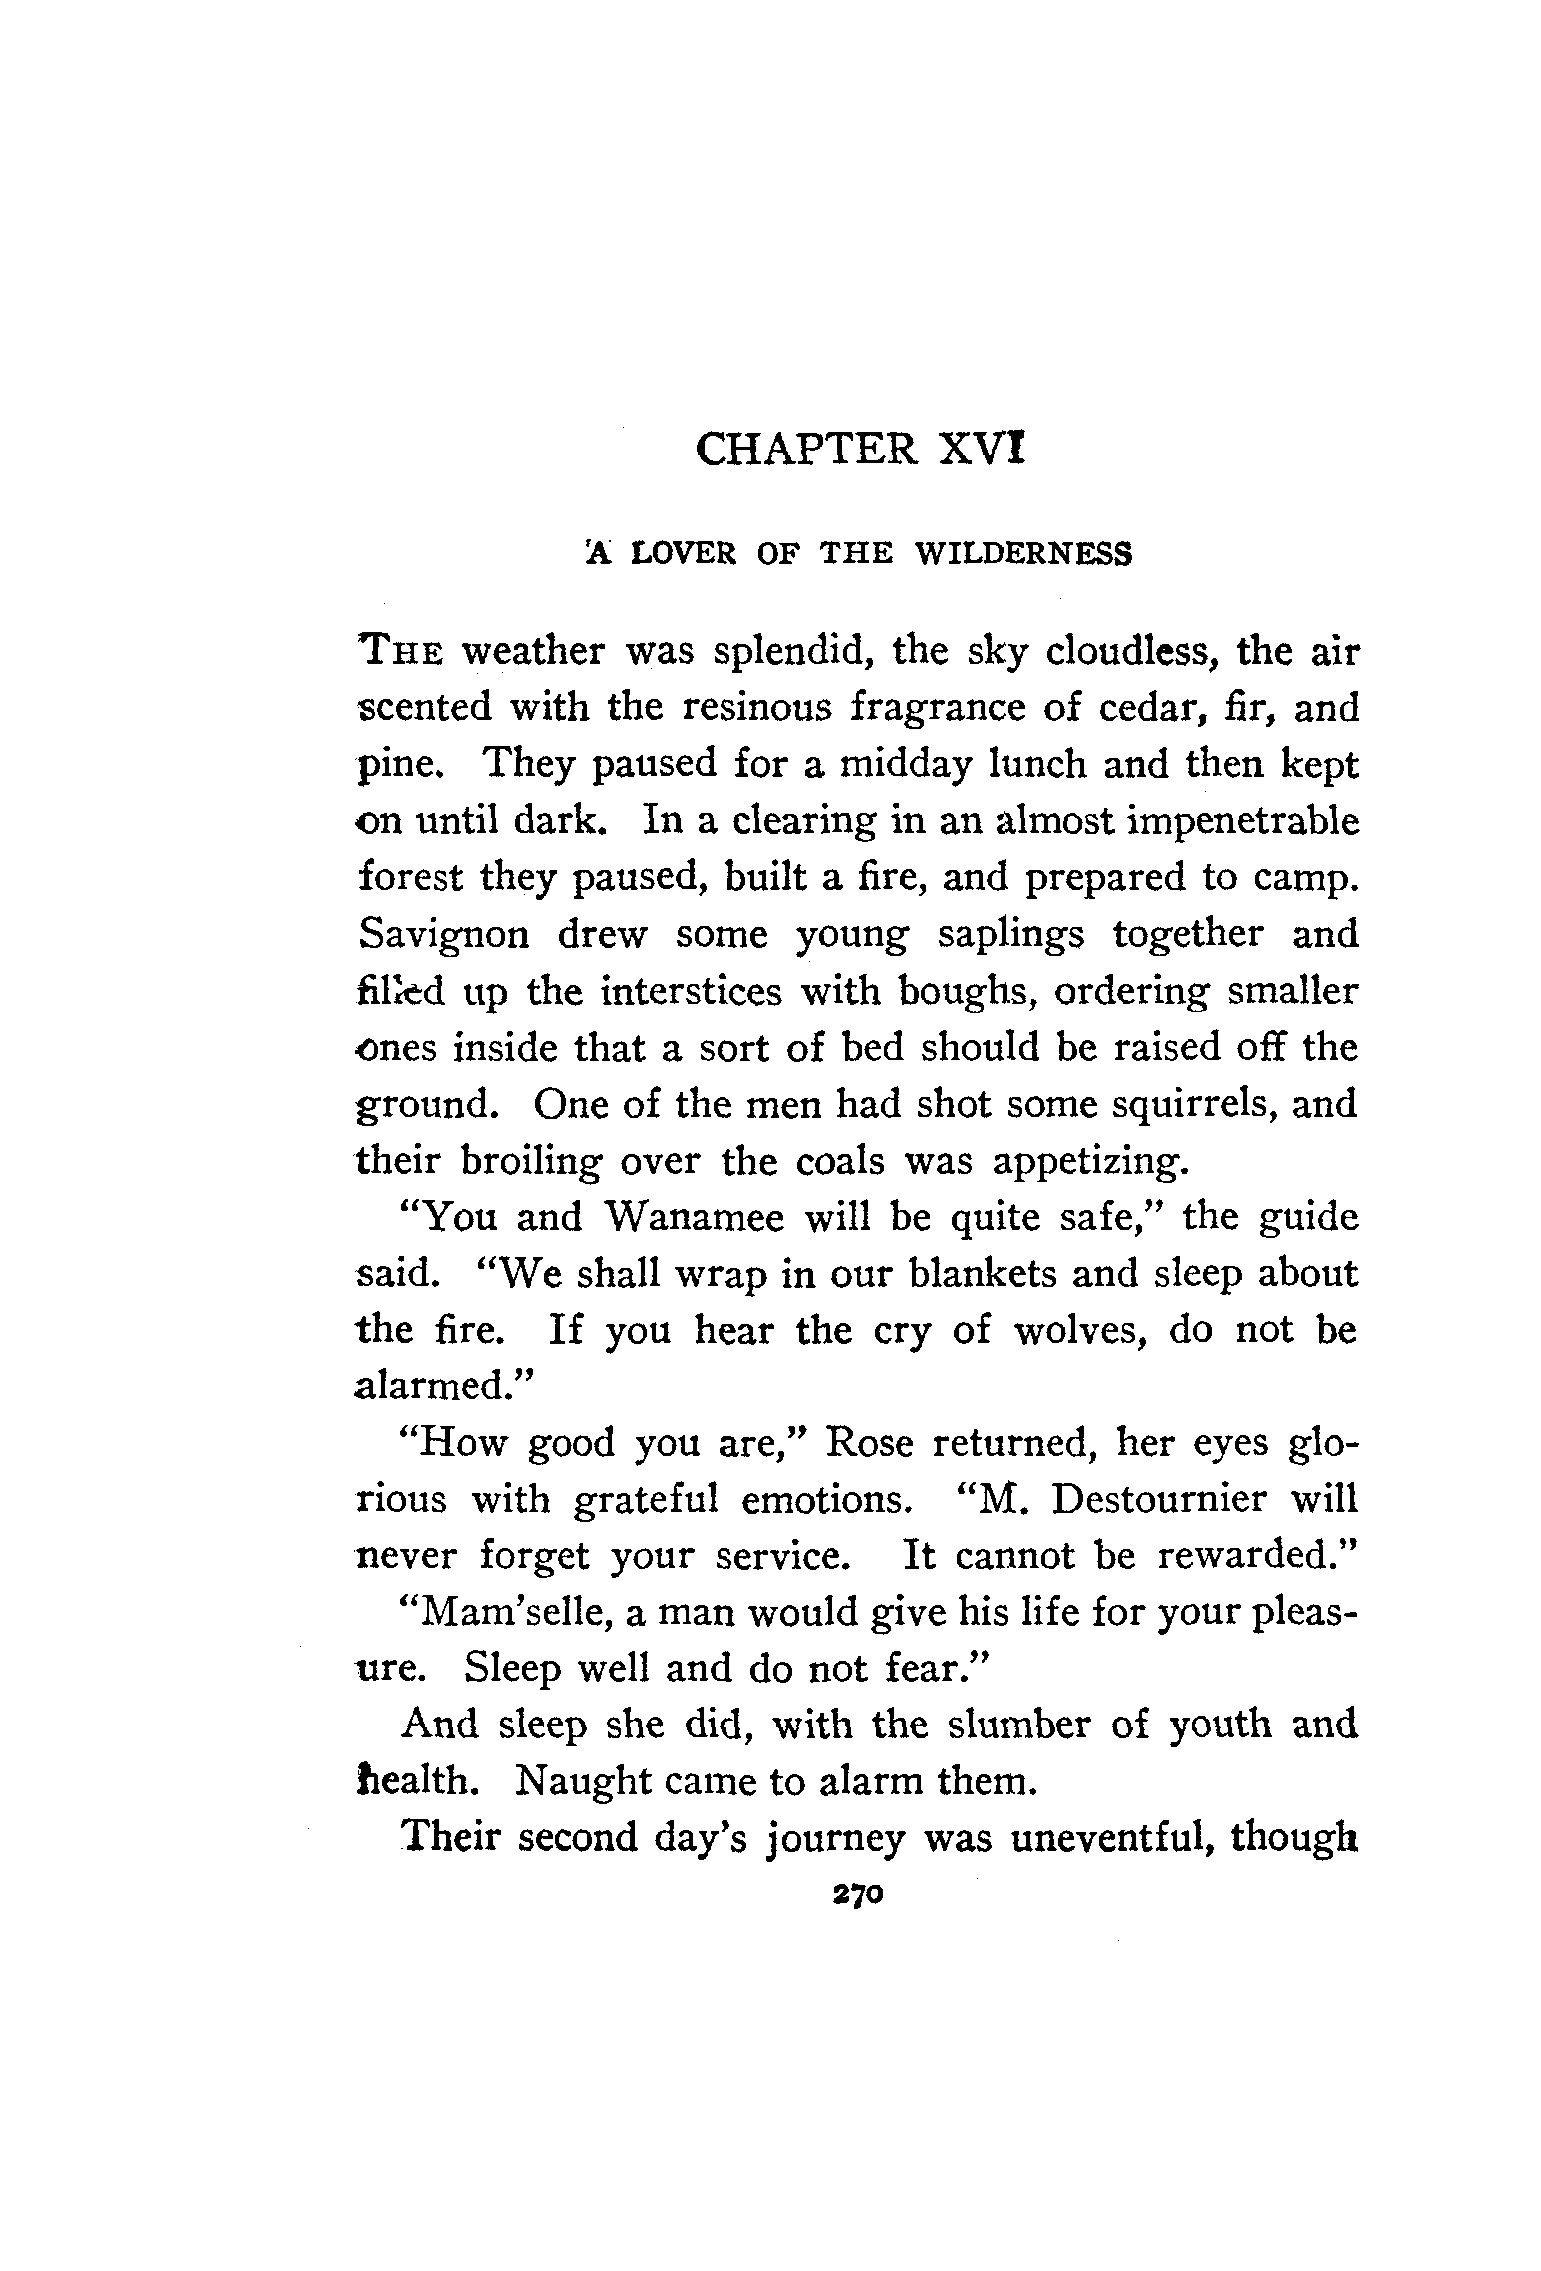 CHAPTER XVI
A LOVER OF THE WILDERNESS
THE weather was splendid, the sky cloudless, the air
scented with the resinous fragrance of cedar, fir, and
pine. They paused for a midday lunch and then kept
on until dark. In a clearing in an almost impenetrable
forest they paused, built a fire, and prepared to camp.
Savignon drew some young saplings together and
filled up the interstices with boughs, ordering smaller
ones inside that a sort of bed should be raised off the
ground. One of the men had shot some squirrels, and
their broiling over the coals was appetizing.
“You and Wanamee will be quite safe,” the guide
said. “We shall wrap in our blankets and sleep about
the fire. If you hear the cry of wolves, do not be
alarmed.”
“How good you are,” Rose returned, her eyes glo-
rious with grateful emotions. “M. Destournier will
never forget your service. It cannot be rewarded.”
“Mam’selle, a man would give his life for your pleas-
ure. Sleep well and do not fear.”
And sleep she did, with the slumber of youth and
health. Naught came to alarm them.
Their second day’s journey was uneventful, though
270